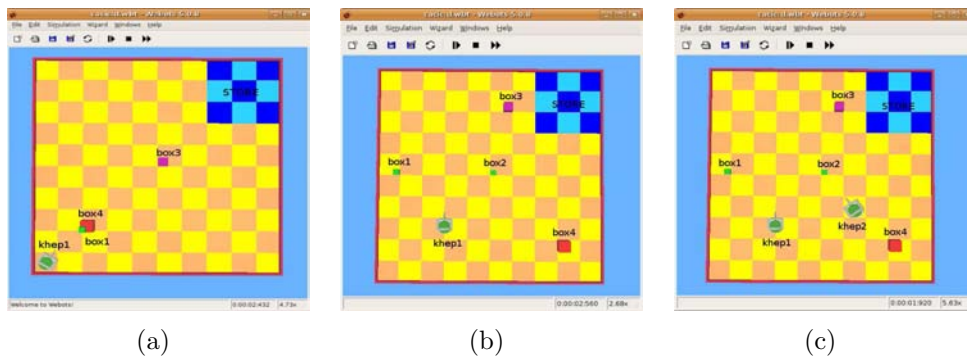 File Edit Simulation Wizard Windows Help
STORE
box3
box4
box1
khep1
Welcome to Webots!
0:00:02:432 4.73x
(a)
File Edit Simulation Wizard Windows Help
box3
STORE
box1
box2
khep1
box4
0:00:02:560 2.68x
(b)
File Edit Simulation Wizard Windows Help
box3
STORE
box1
box2
khep2
khep1
box4
0:00:01:920 5.63x
(c)